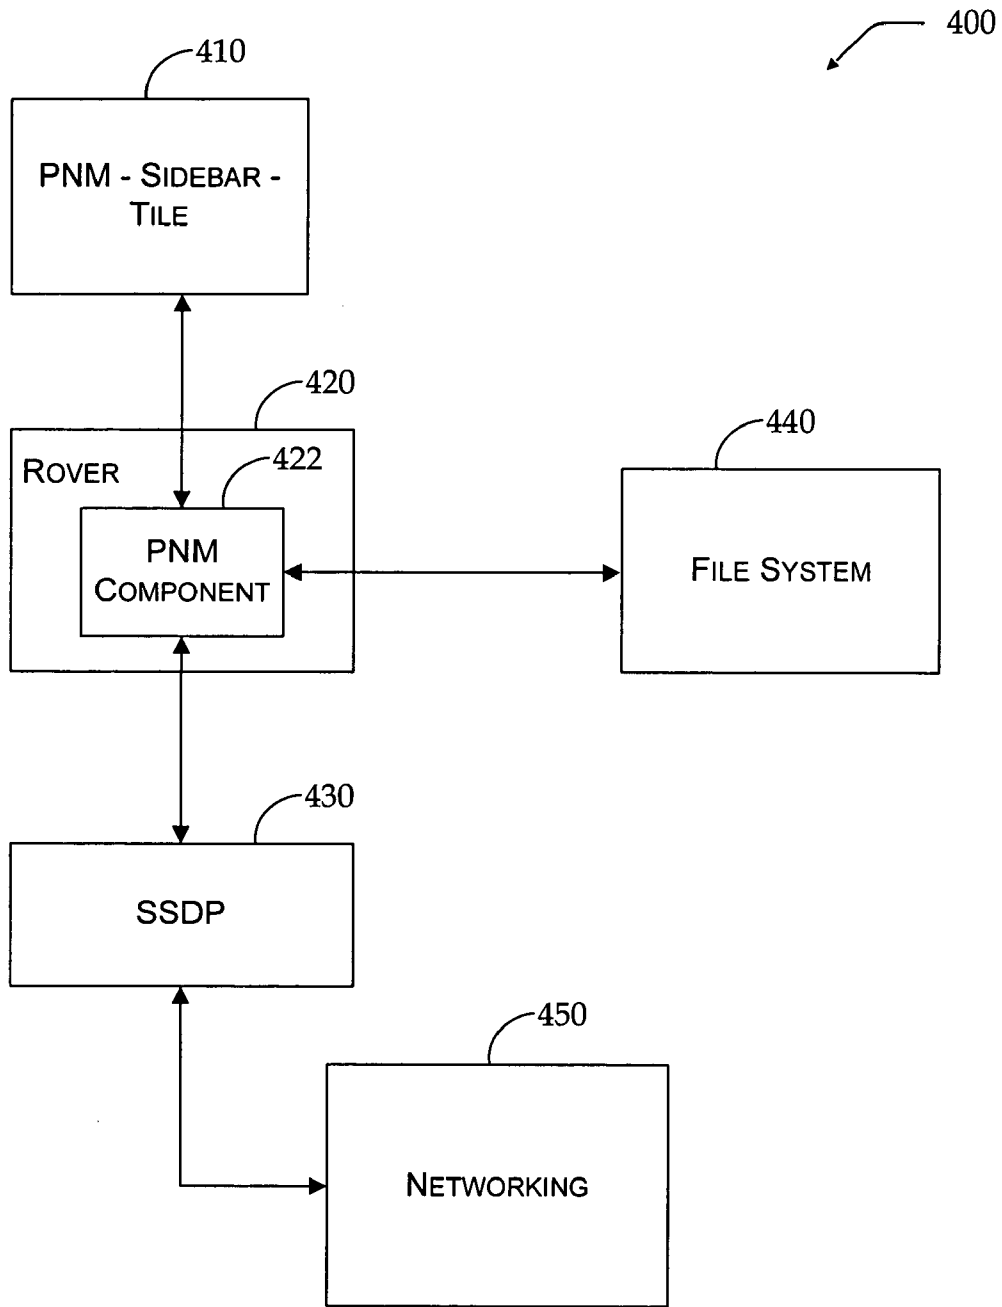 400
410
PNM - SIDEBAR -
TILE
420
ROVER
422
PNM
COMPONENT
440
FILE SYSTEM
430
SSDP
450
NETWORKING